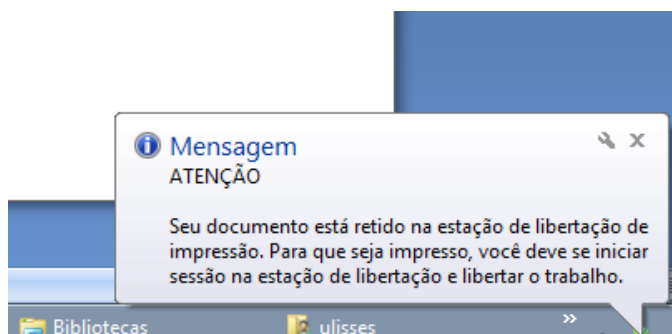 Mensagem
ATENÇÃO
Seu documento está retido na estação de libertação de
impressão. Para que seja impresso, você deve se iniciar
sessão na estação de libertação e libertar o trabalho.
Bibliotecas ulisses »